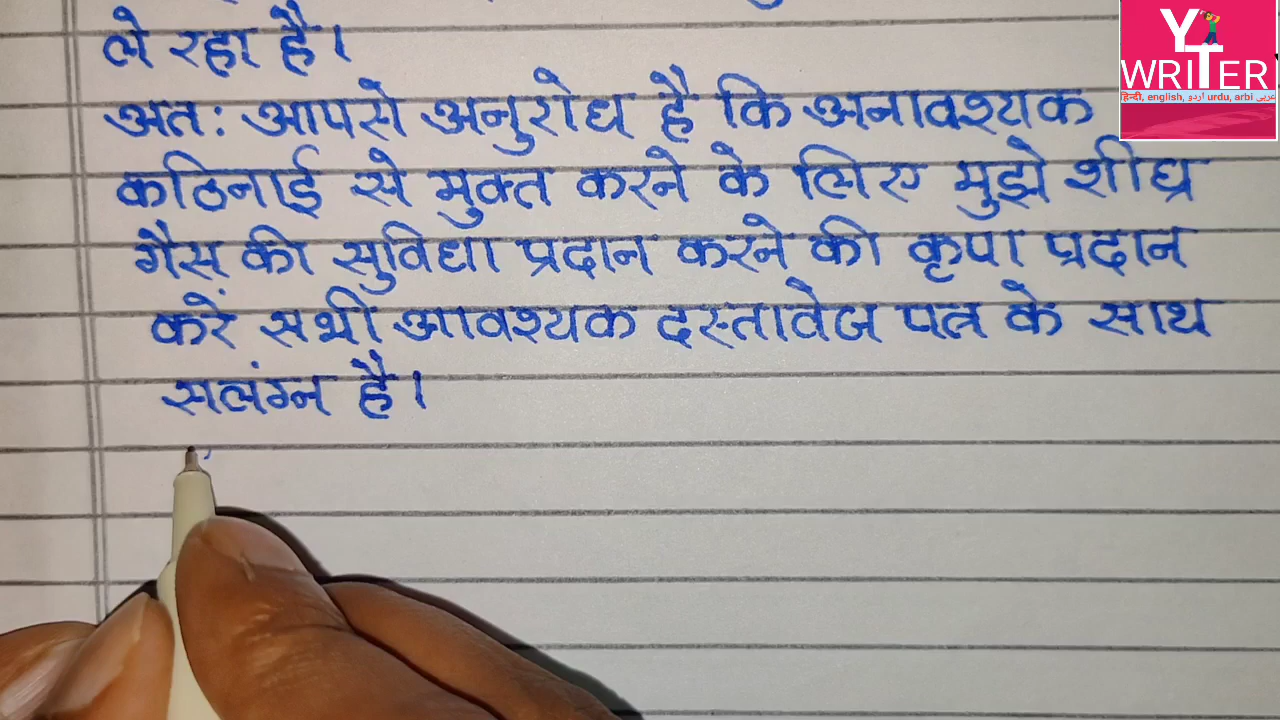 ले रहा है।
अतः आपसे अनुरोध है कि अनावश्यक
कठिनाई से मुक्त करने के लिए मुझे शीघ्र
गैस की सुविधा प्रदान करने की कृपा प्रदान
करें सभी आवश्यक दस्तावेज पत्र के साथ
सलंग्न है।
YT
WRITER
हिन्दी, english, اردو urdu, arbi عربی